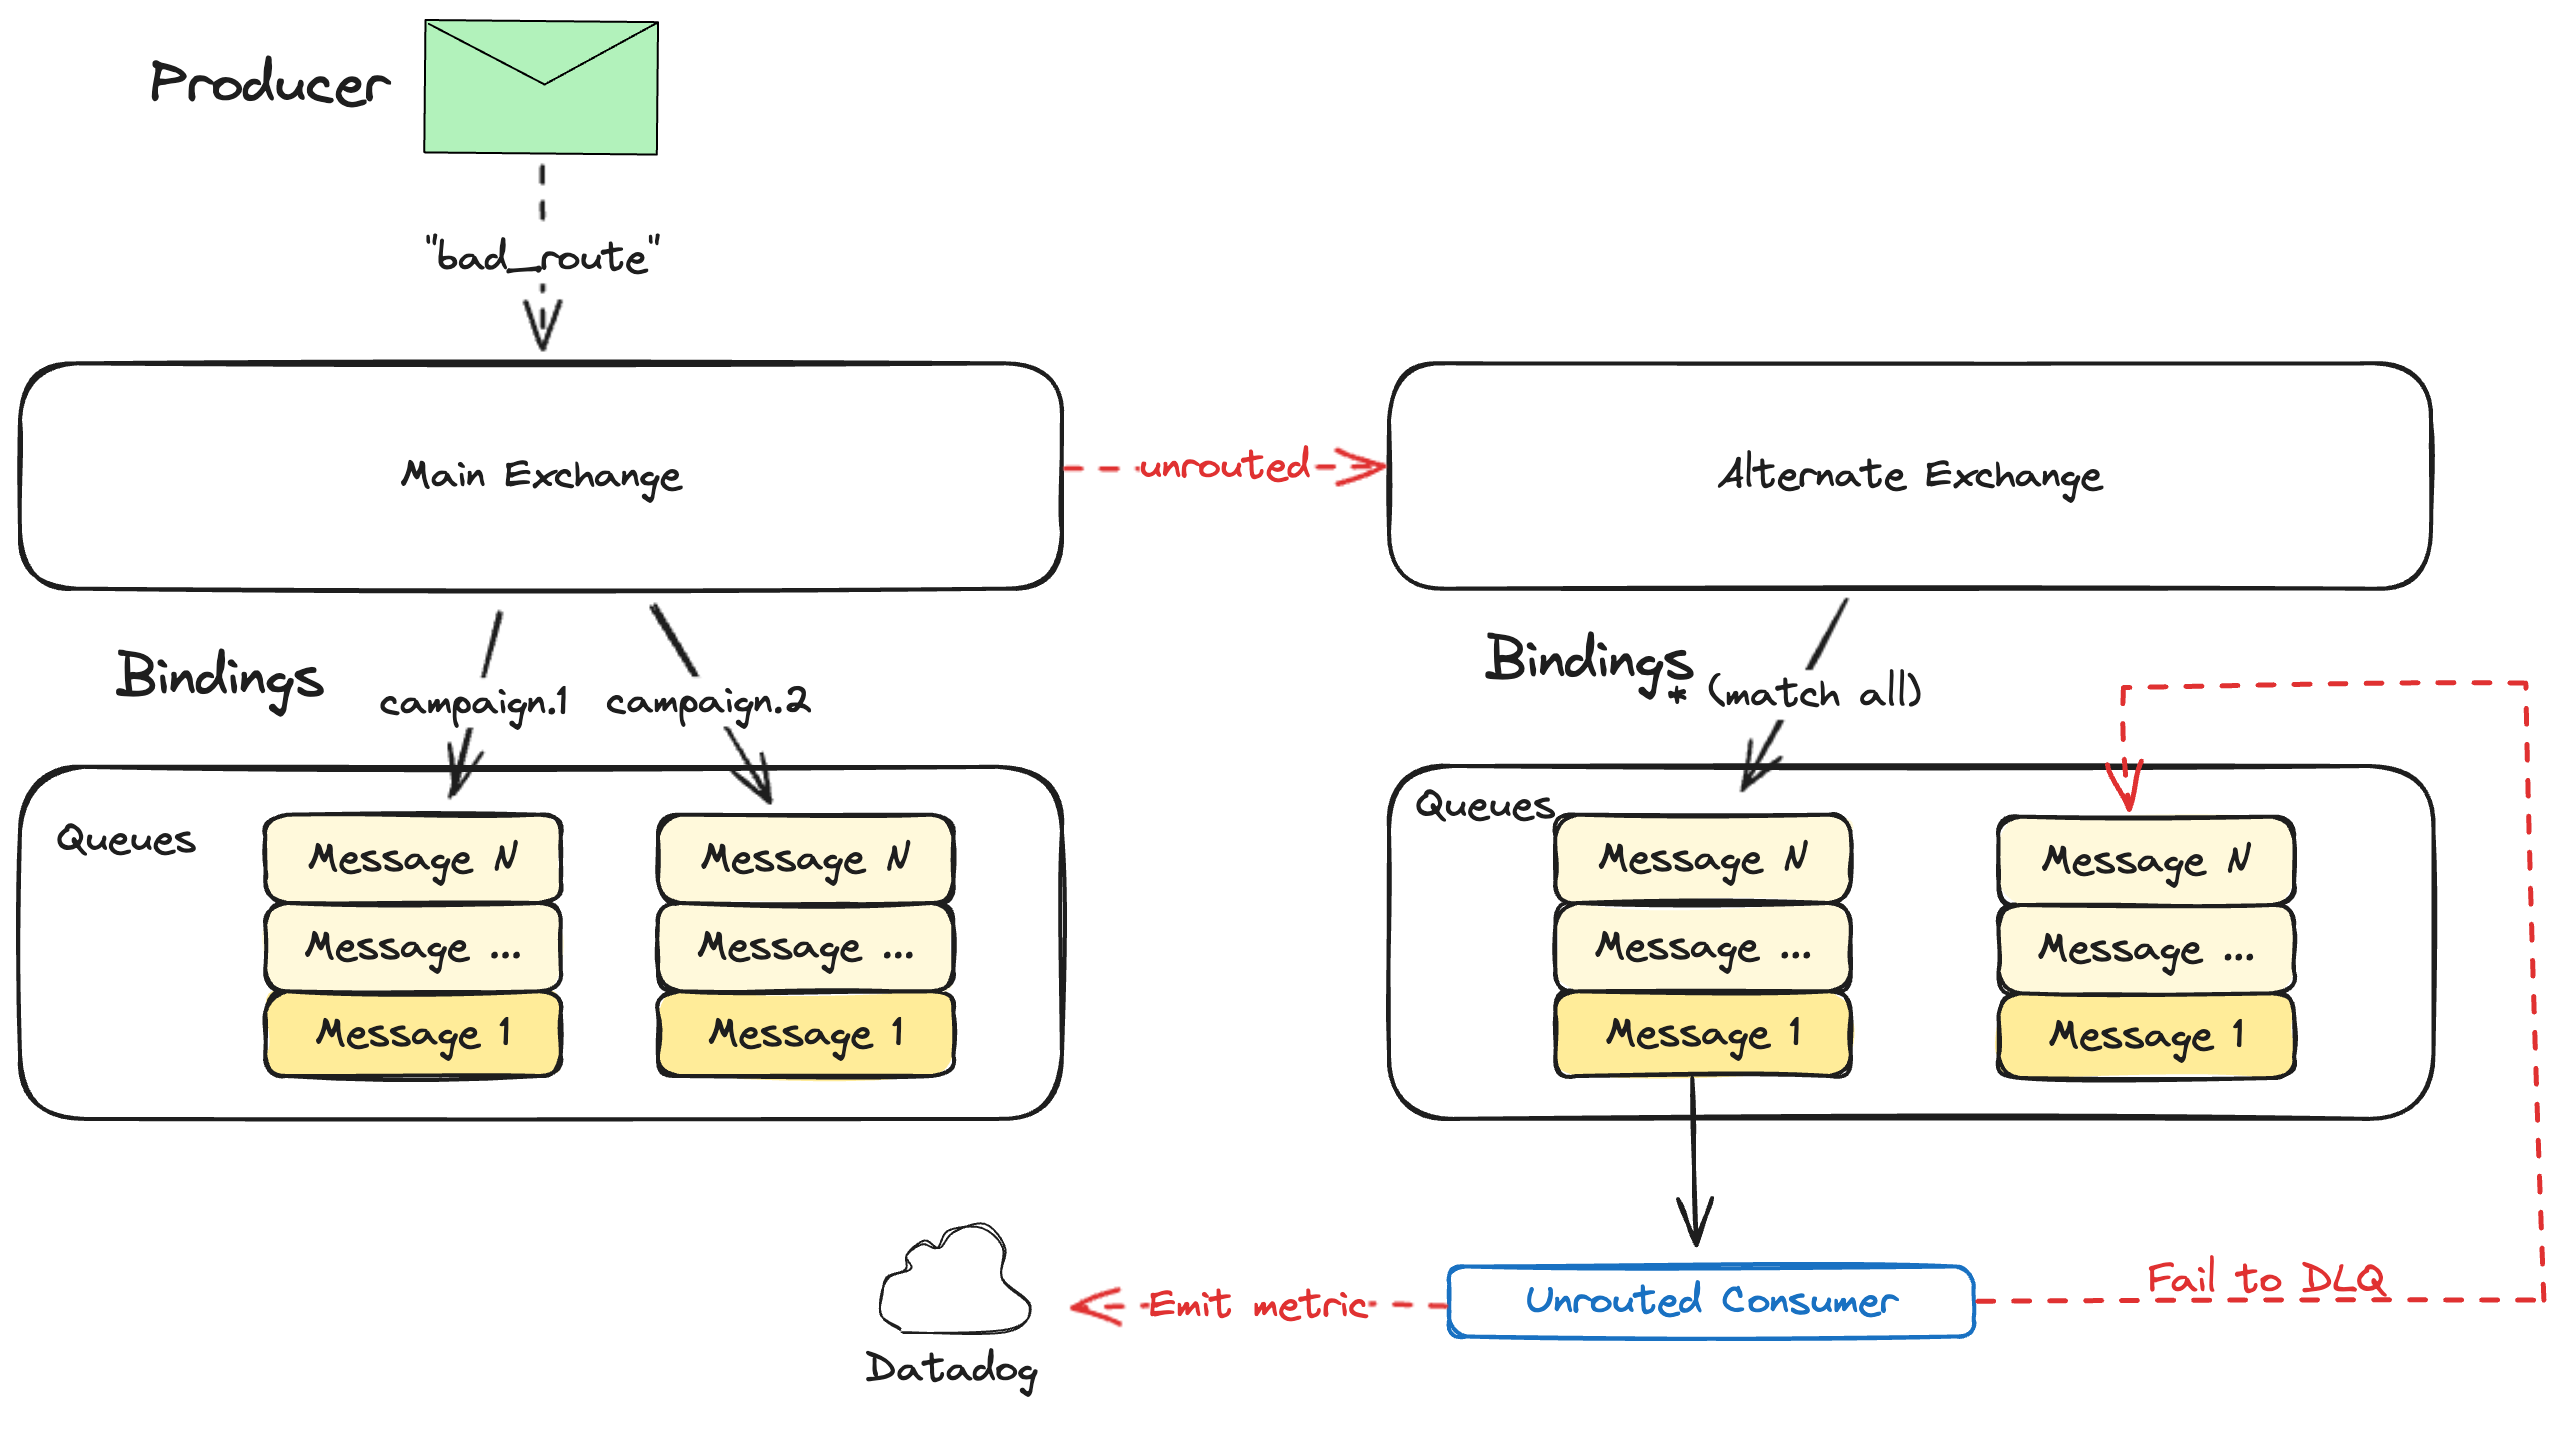 Producer
"bad_route"
Main Exchange
unrouted
Alternate Exchange
Bindings
campaign.1
campaign.2
Bindings
* (match all)
Queues
Message N
Message ...
Message 1
Message N
Message ...
Message 1
Queues
Message N
Message ...
Message 1
Message N
Message ...
Message 1
Datadog
Emit metric
Unrouted Consumer
Fail to DLQ